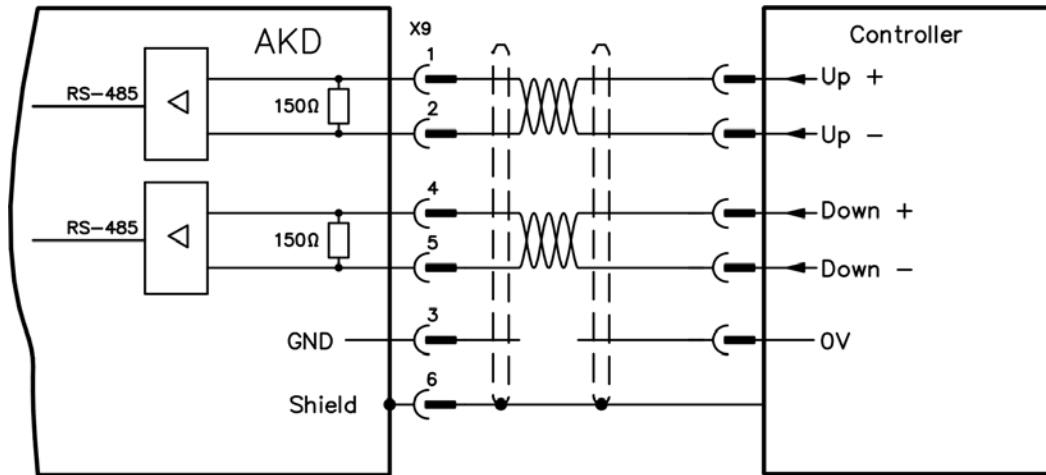 AKD
X9
Controller
1
Up +
RS-485
150Ω
2
Up -
4
Down +
RS-485
150Ω
5
Down -
3
GND
0V
6
Shield